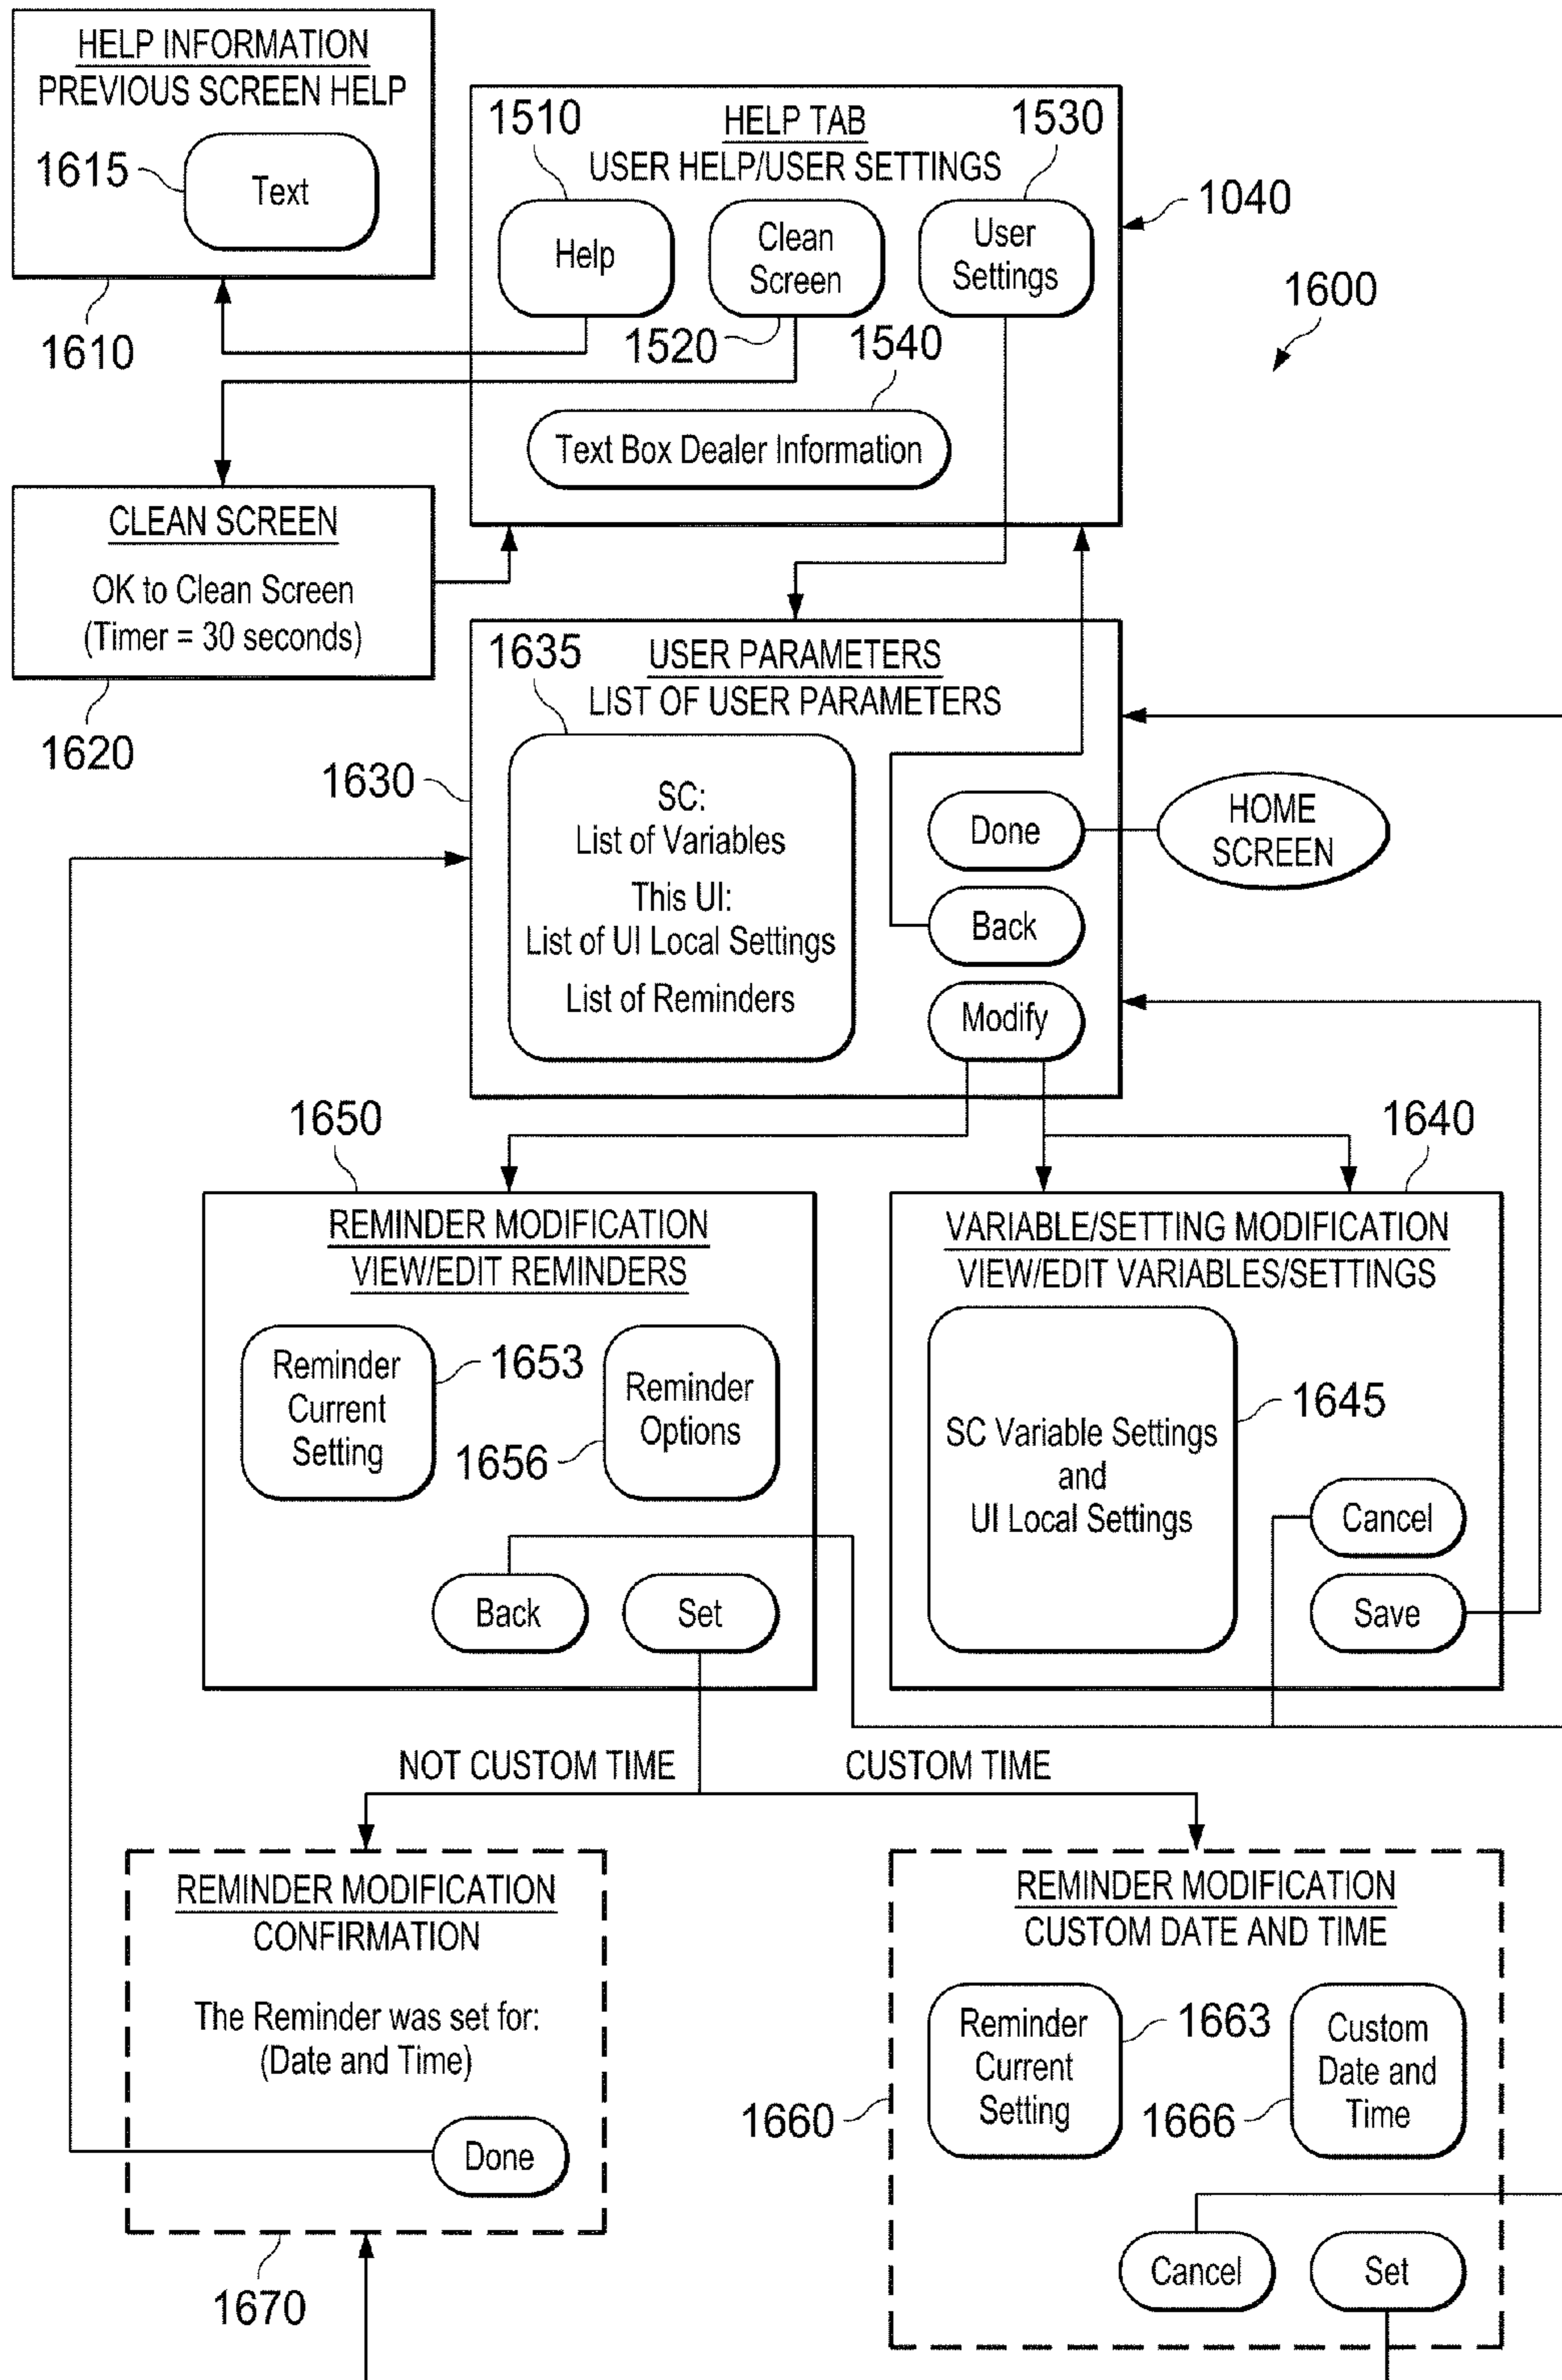 HELP INFORMATION
PREVIOUS SCREEN HELP
1615
Text
1610
1510
HELP TAB
1530
USER HELP/USER SETTINGS
1040
Help
Clean
Screen
User
Settings
1600
1520
1540
Text Box Dealer Information
CLEAN SCREEN
OK to Clean Screen
(Timer = 30 seconds)
1620
1635
USER PARAMETERS
LIST OF USER PARAMETERS
1630
SC:
List of Variables
This UI:
List of UI Local Settings
List of Reminders
Done
HOME
SCREEN
Back
Modify
1650
1640
REMINDER MODIFICATION
VIEW/EDIT REMINDERS
Reminder
Current
Setting
1653
Reminder
Options
1656
Back
Set
VARIABLE/SETTING MODIFICATION
VIEW/EDIT VARIABLES/SETTINGS
1645
SC Variable Settings
and
UI Local Settings
Cancel
Save
NOT CUSTOM TIME
CUSTOM TIME
REMINDER MODIFICATION
CONFIRMATION
The Reminder was set for:
(Date and Time)
Done
1670
REMINDER MODIFICATION
CUSTOM DATE AND TIME
Reminder
Current
Setting
1663
Custom
Date and
Time
1660
1666
Cancel
Set